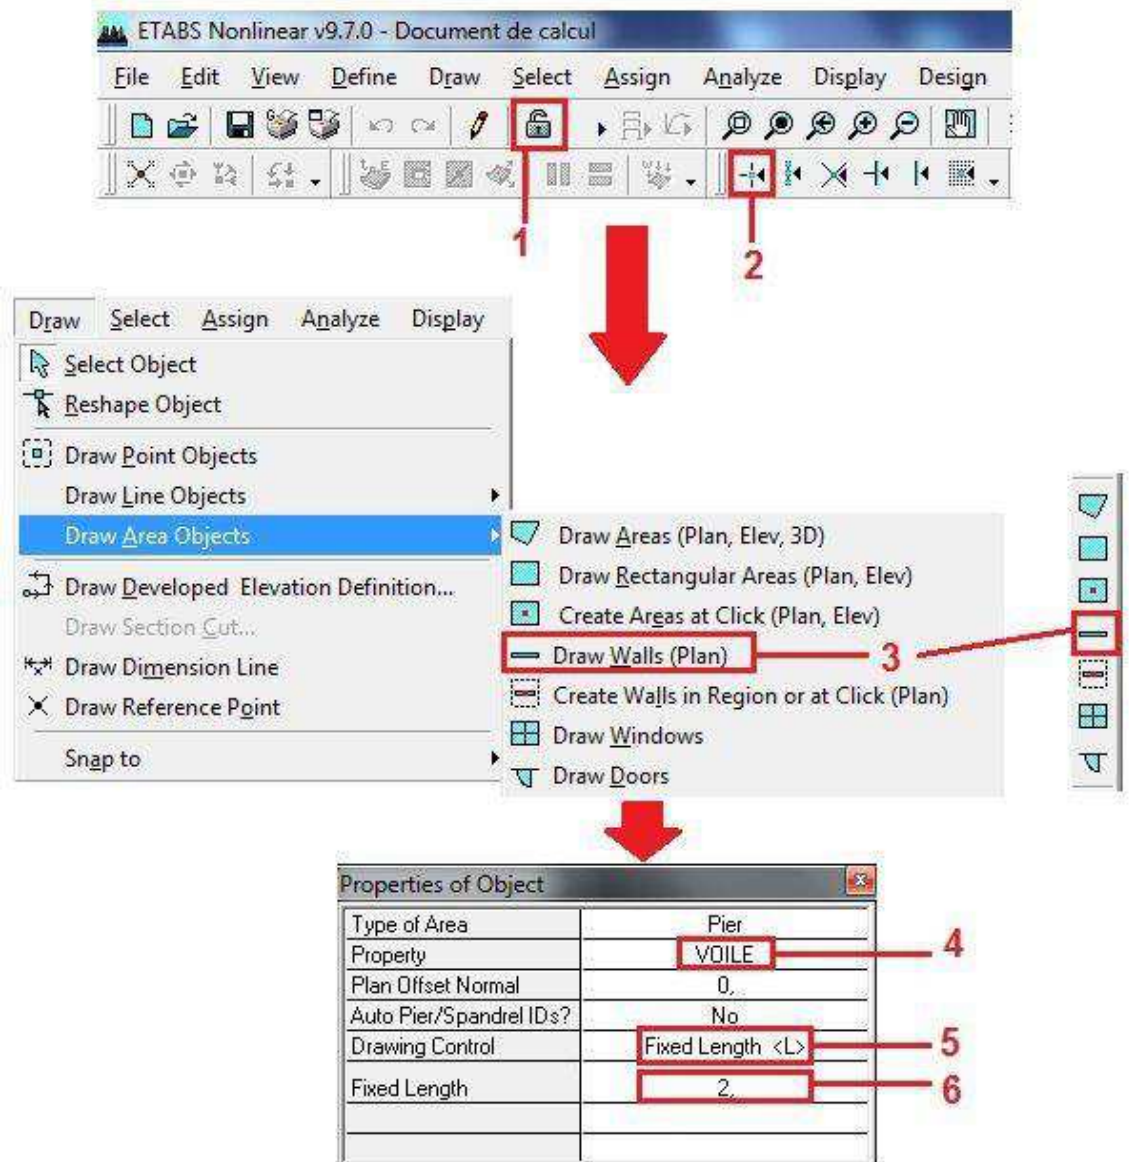 ETABS Nonlinear v9.7.0 - Document de calcul
File Edit View Define Draw Select Assign Analyze Display Design
1
2
Draw Select Assign Analyze Display
Select Object
Reshape Object
Draw Point Objects
Draw Line Objects
Draw Area Objects
Draw Developed Elevation Definition...
Draw Section Cut...
Draw Dimension Line
Draw Reference Point
Snap to
Draw Areas (Plan, Elev, 3D)
Draw Rectangular Areas (Plan, Elev)
Create Areas at Click (Plan, Elev)
Draw Walls (Plan)
3
Create Walls in Region or at Click (Plan)
Draw Windows
Draw Doors
Properties of Object
Type of Area Pier
Property VOILE 4
Plan Offset Normal 0,
Auto Pier/Spandrel IDs? No
Drawing Control Fixed Length <L> 5
Fixed Length 2, 6